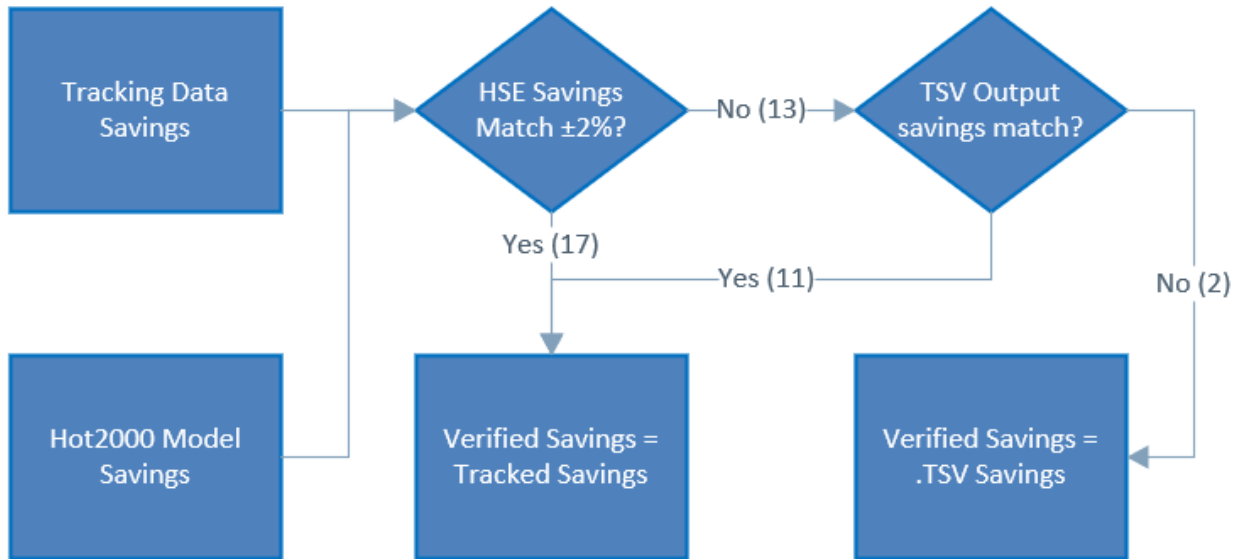 Tracking Data
Savings
HSE Savings
Match ±2%?
No (13)
TSV Output
savings match?
Yes (17)
Yes (11)
No (2)
Hot2000 Model
Savings
Verified Savings =
Tracked Savings
Verified Savings =
.TSV Savings